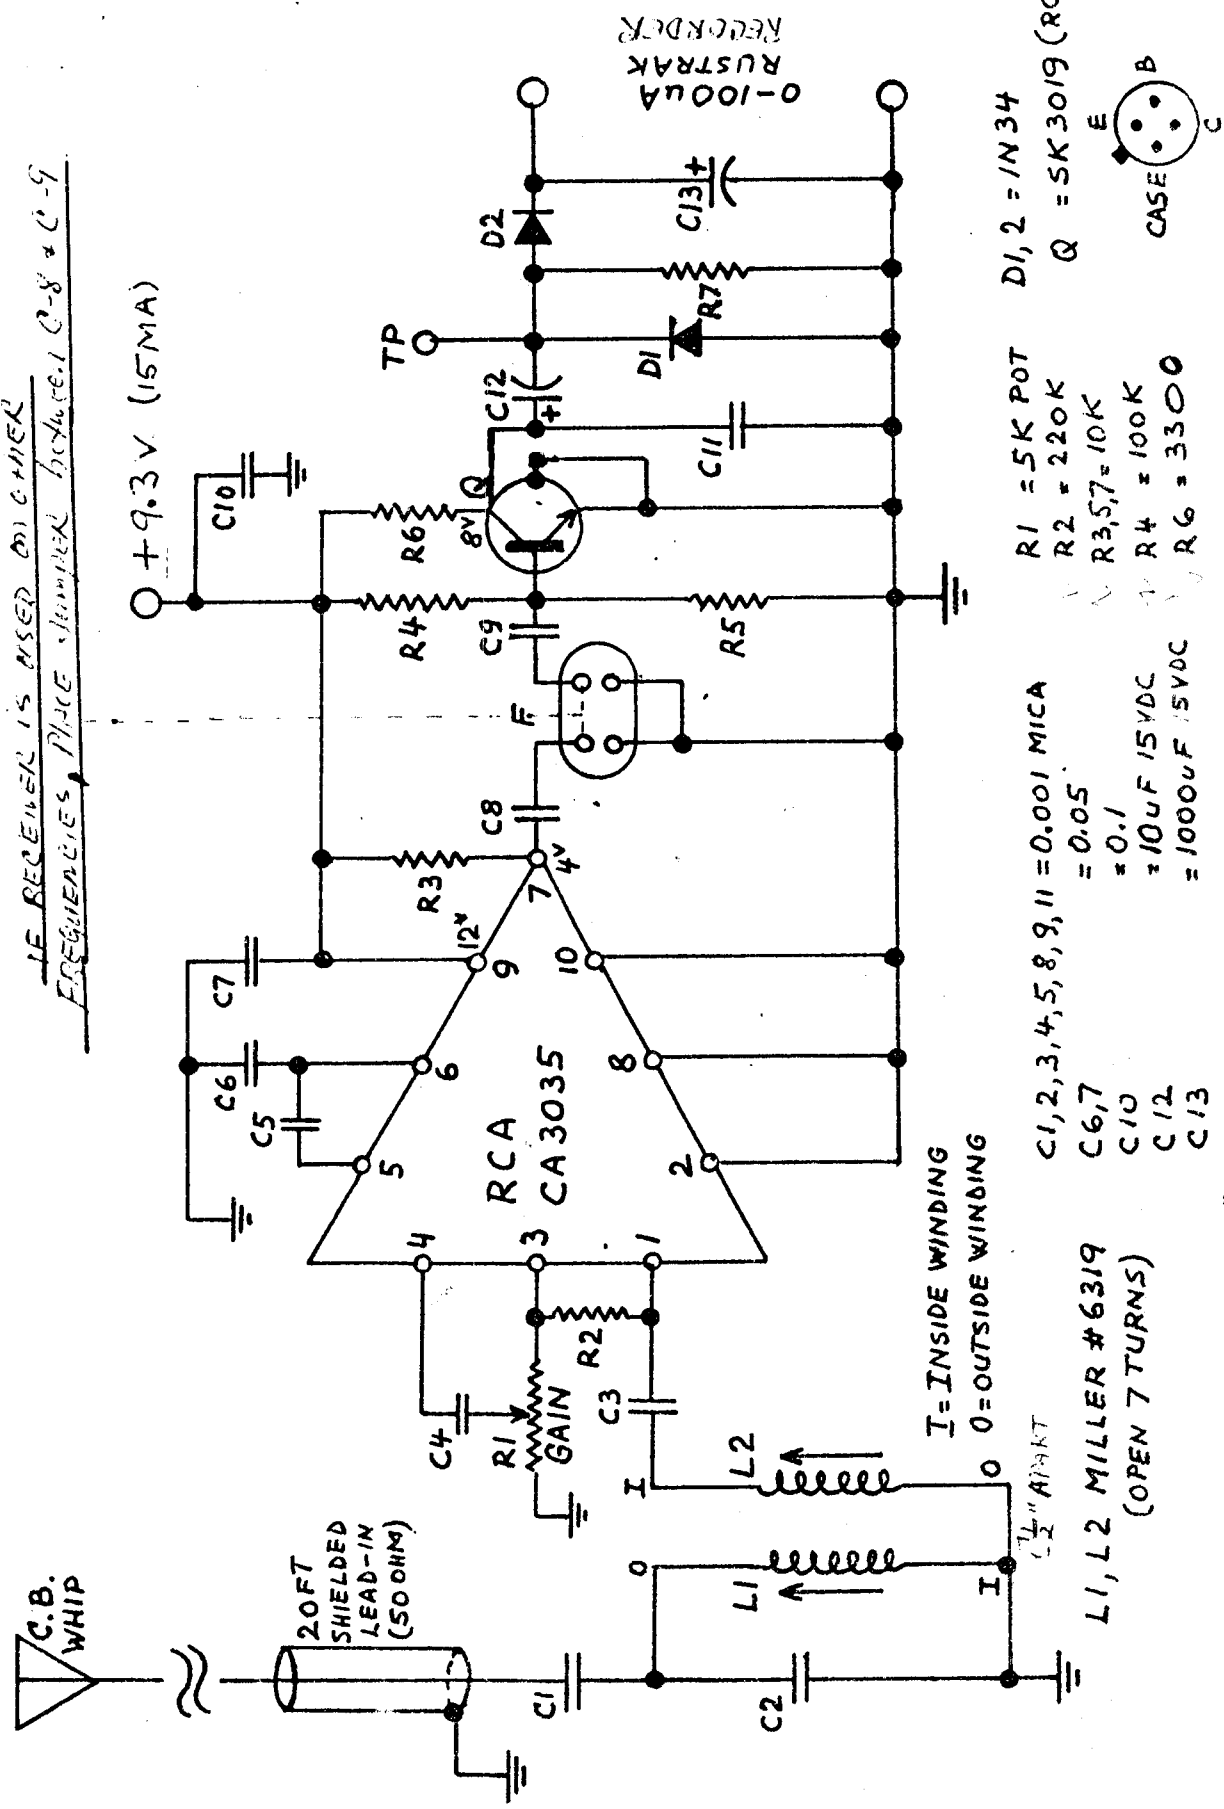 IF RECEIVER IS USED ON OTHER
FREQUENCIES, PLACE Jumper between C-8 & C-9
C.B.
WHIP
20FT
SHIELDED
LEAD-IN
(50 OHM)
C1
C2
L1
L2
O
I
I
O
1/2" APART
C3
C4
R1
GAIN
R2
4
3
1
5
6
9
12V
7
4V
10
8
2
RCA
CA3035
C5
C6
C7
R3
C8
F
C9
R4
R5
+9.3V (15MA)
C10
R6
8V
Q
C11
C12
+
TP
D1
R7
D2
C13
+
0-100uA
RUSTRAK
RECORDER
I = INSIDE WINDING
O = OUTSIDE WINDING
L1, L2 MILLER #6319
(OPEN 7 TURNS)
C1,2,3,4,5,8,9,11 = 0.001 MICA
C6,7 = 0.05
C10 = 0.1
C12 = 10uF 15VDC
C13 = 1000uF 15VDC
R1 = 5K POT
R2 = 220K
R3,5,7 = 10K
R4 = 100K
R6 = 3300
D1,2 = 1N34
Q = SK3019 (RC
E
B
CASE
C